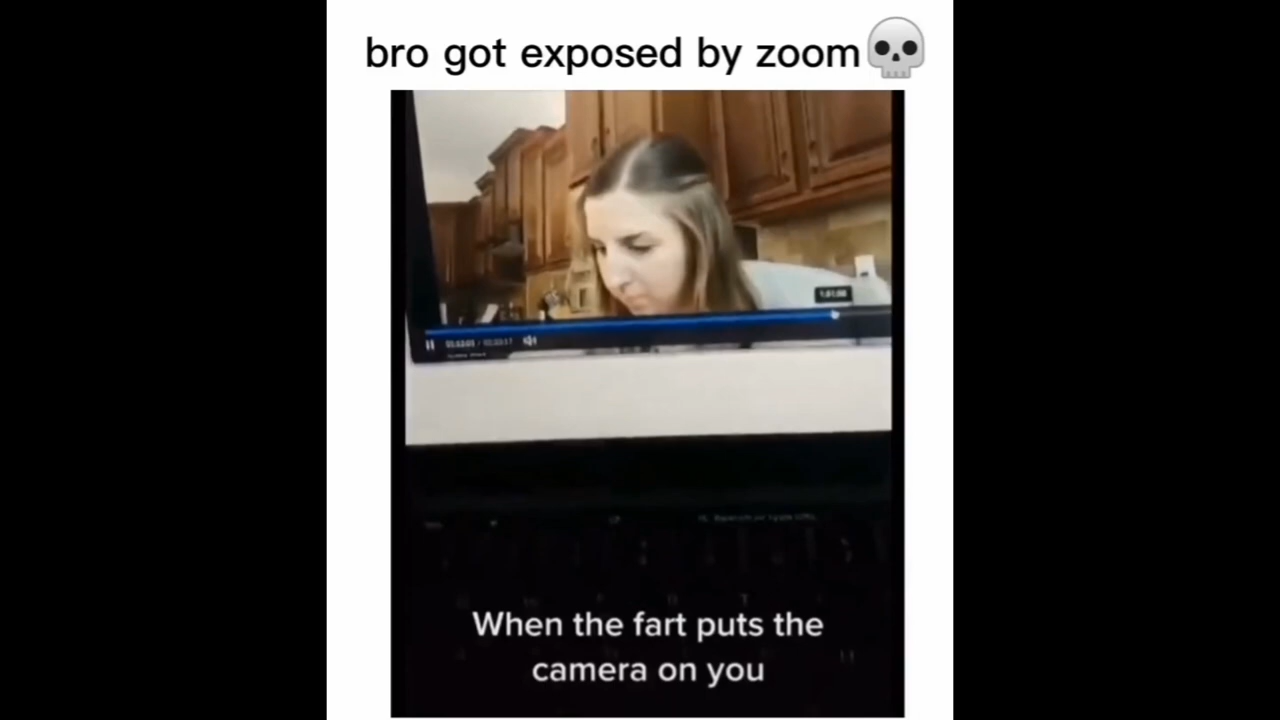 bro got exposed by zoom💀
When the fart puts the
camera on you